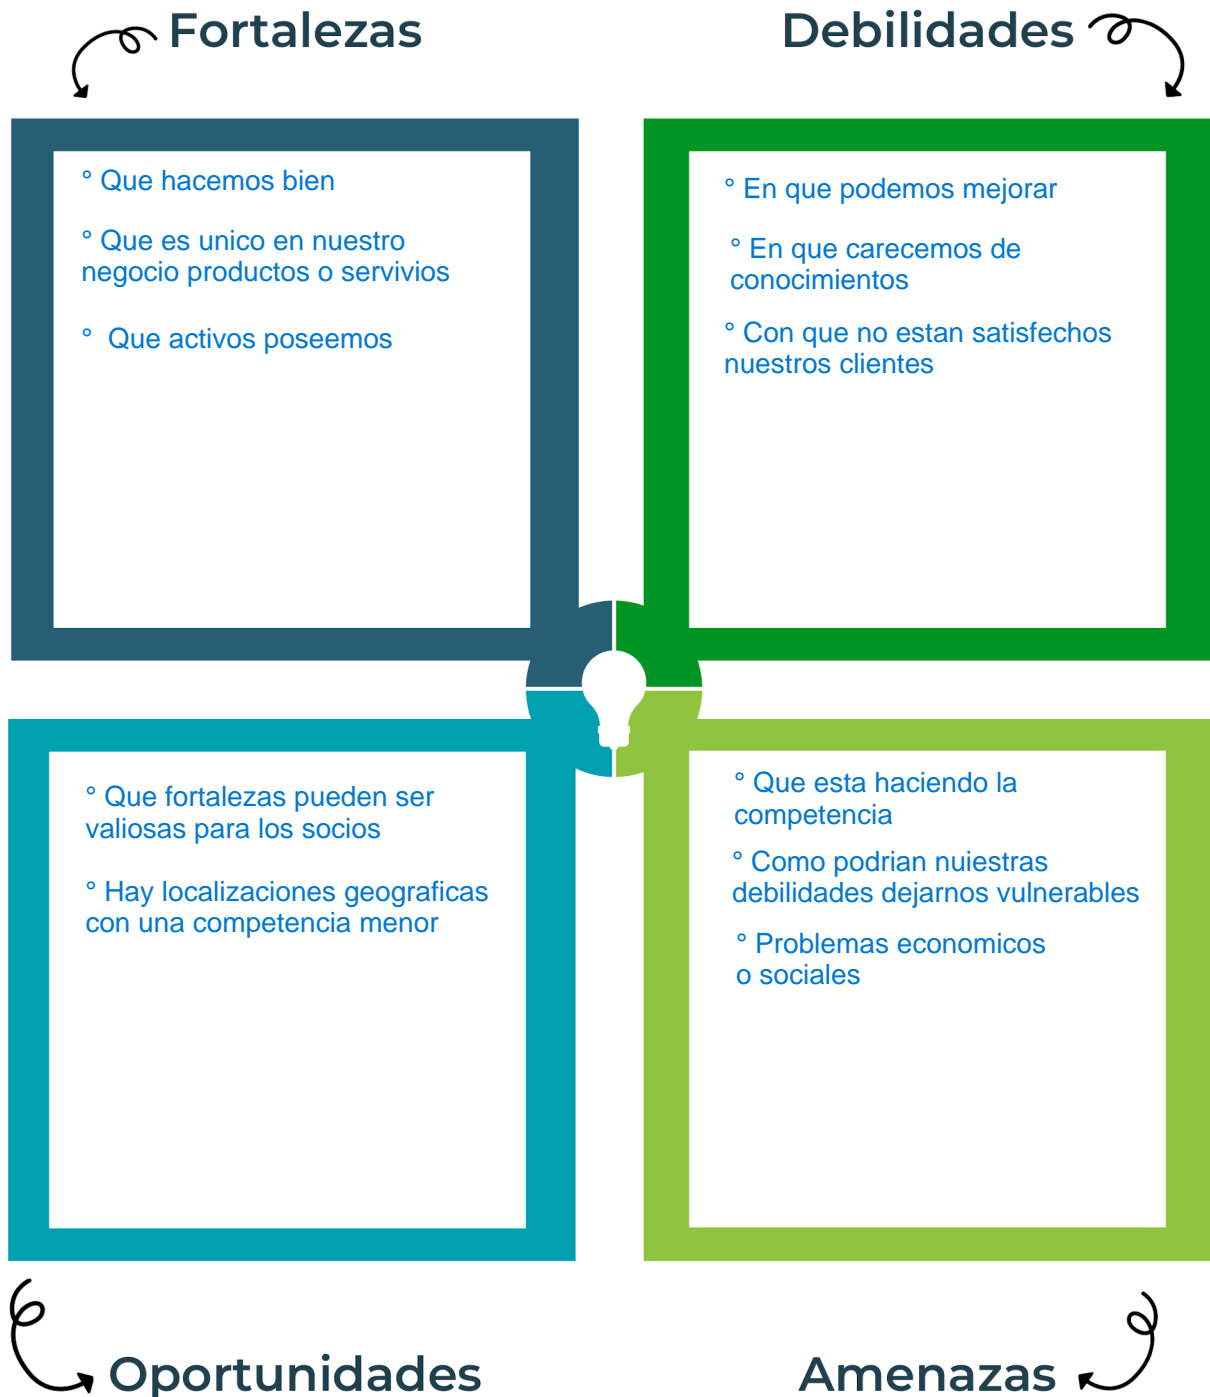 Fortalezas
° Que hacemos bien
° Que es unico en nuestro
negocio productos o servivios
° Que activos poseemos
Debilidades
° En que podemos mejorar
° En que carecemos de
conocimientos
° Con que no estan satisfechos
nuestros clientes
° Que fortalezas pueden ser
valiosas para los socios
° Hay localizaciones geograficas
con una competencia menor
Oportunidades
° Que esta haciendo la
competencia
° Como podrian nuiestras
debilidades dejarnos vulnerables
° Problemas economicos
o sociales
Amenazas